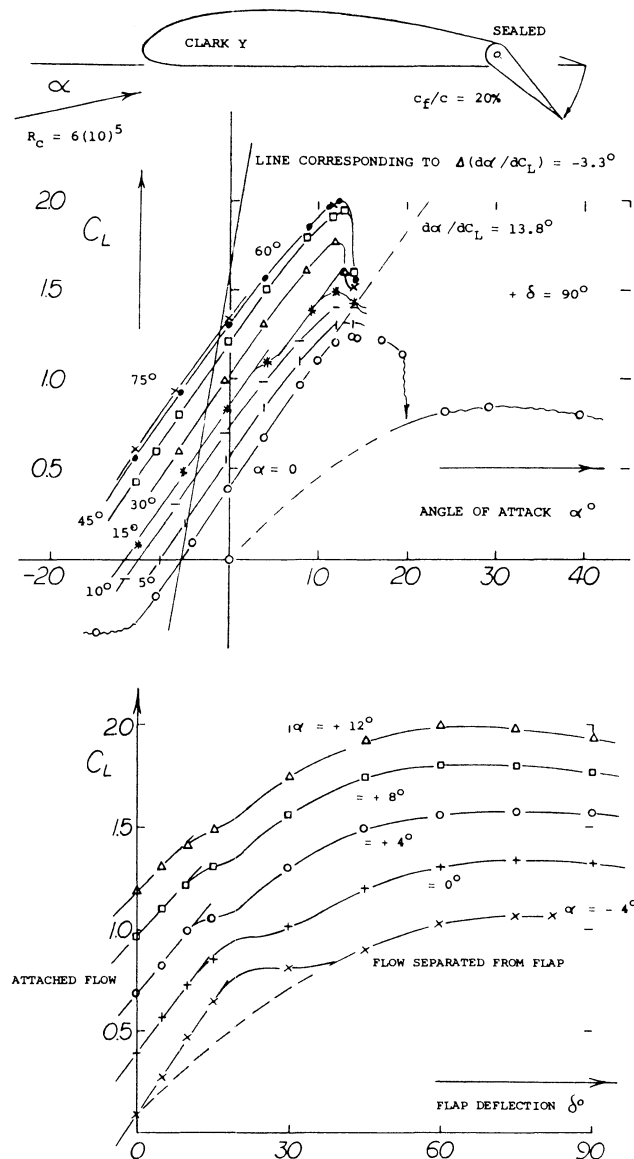 CLARK Y
SEALED
α
c_f/c = 20%
R_C = 6(10)^5
LINE CORRESPONDING TO Δ(dα/dC_L) = -3.3°
2.0
C_L
60°
dα/dC_L = 13.8°
1.5
+ δ = 90°
75°
1.0
0.5
α = 0
45°
30°
15°
ANGLE OF ATTACK α°
-20
10°
5°
0
10
20
30
40
2.0
α = + 12°
C_L
= + 8°
1.5
= + 4°
= 0°
1.0
α = - 4°
ATTACHED FLOW
FLOW SEPARATED FROM FLAP
0.5
FLAP DEFLECTION δ°
0
30
60
90